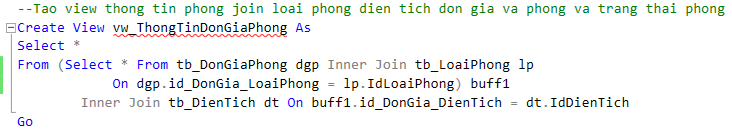 --Tao view thong tin phong join loai phong dien tich don gia va phong va trang thai phong
Create View vw_ThongTinDonGiaPhong As
Select *
From (Select * From tb_DonGiaPhong dgp Inner Join tb_LoaiPhong lp
On dgp.id_DonGia_LoaiPhong = lp.IdLoaiPhong) buff1
Inner Join tb_DienTich dt On buff1.id_DonGia_DienTich = dt.IdDienTich
Go